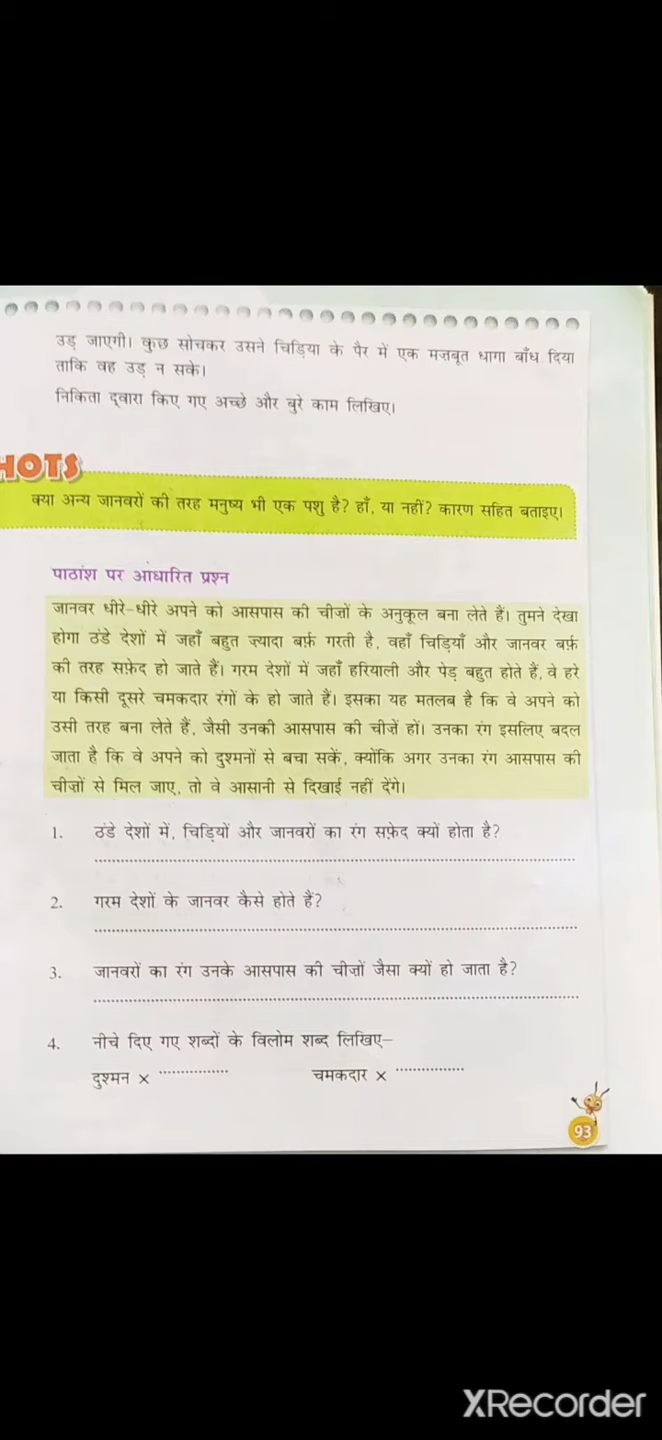 उड़ जाएगी। कुछ सोचकर उसने चिड़िया के पैर में एक मज़बूत धागा बाँध दिया
ताकि वह उड़ न सके।
निकिता द्वारा किए गए अच्छे और बुरे काम लिखिए।
HOTS
क्या अन्य जानवरों की तरह मनुष्य भी एक पशु है? हाँ, या नहीं? कारण सहित बताइए।
पाठांश पर आधारित प्रश्न
जानवर धीरे-धीरे अपने को आसपास की चीज़ों के अनुकूल बना लेते हैं। तुमने देखा
होगा ठंडे देशों में जहाँ बहुत ज़्यादा बर्फ़ गरती है, वहाँ चिड़ियाँ और जानवर बर्फ़
की तरह सफ़ेद हो जाते हैं। गरम देशों में जहाँ हरियाली और पेड़ बहुत होते हैं, वे हरे
या किसी दूसरे चमकदार रंगों के हो जाते हैं। इसका यह मतलब है कि वे अपने को
उसी तरह बना लेते हैं, जैसी उनकी आसपास की चीज़ें हों। उनका रंग इसलिए बदल
जाता है कि वे अपने को दुश्मनों से बचा सकें, क्योंकि अगर उनका रंग आसपास की
चीज़ों से मिल जाए, तो वे आसानी से दिखाई नहीं देंगे।
1. ठंडे देशों में, चिड़ियों और जानवरों का रंग सफ़ेद क्यों होता है?
2. गरम देशों के जानवर कैसे होते हैं?
3. जानवरों का रंग उनके आसपास की चीज़ों जैसा क्यों हो जाता है?
4. नीचे दिए गए शब्दों के विलोम शब्द लिखिए–
दुश्मन × .................. चमकदार × ..................
93
XRecorder